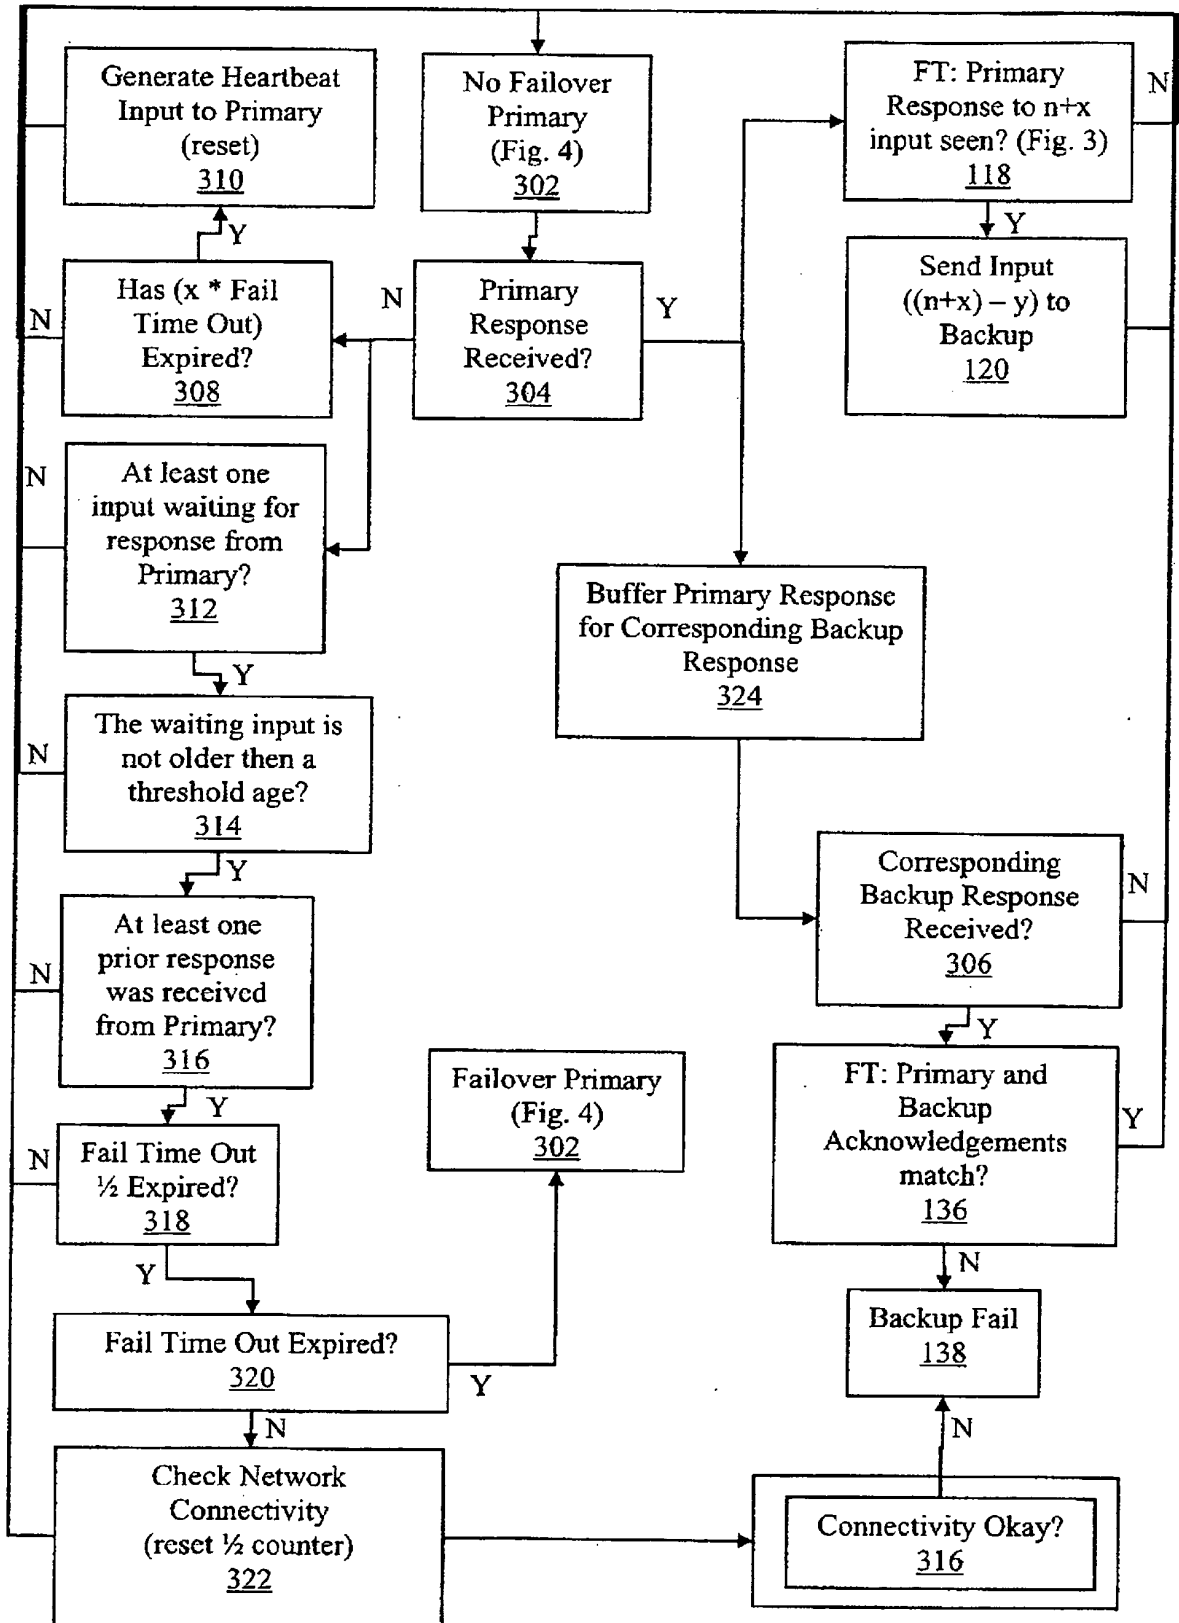 Generate Heartbeat
Input to Primary
(reset)
310
Y
Has (x * Fail
Time Out)
Expired?
308
N
No Failover
Primary
(Fig. 4)
302
Primary
Response
Received?
304
N
Y
FT: Primary
Response to n+x
input seen? (Fig. 3)
118
N
Y
Send Input
((n+x) – y) to
Backup
120
At least one
input waiting for
response from
Primary?
312
N
Y
The waiting input is
not older then a
threshold age?
314
N
Y
At least one
prior response
was received
from Primary?
316
N
Y
Fail Time Out
½ Expired?
318
N
Y
Fail Time Out Expired?
320
Y
N
Check Network
Connectivity
(reset ½ counter)
322
Failover Primary
(Fig. 4)
302
Buffer Primary Response
for Corresponding Backup
Response
324
Corresponding
Backup Response
Received?
306
N
Y
FT: Primary and
Backup
Acknowledgements
match?
136
Y
N
Backup Fail
138
N
Connectivity Okay?
316